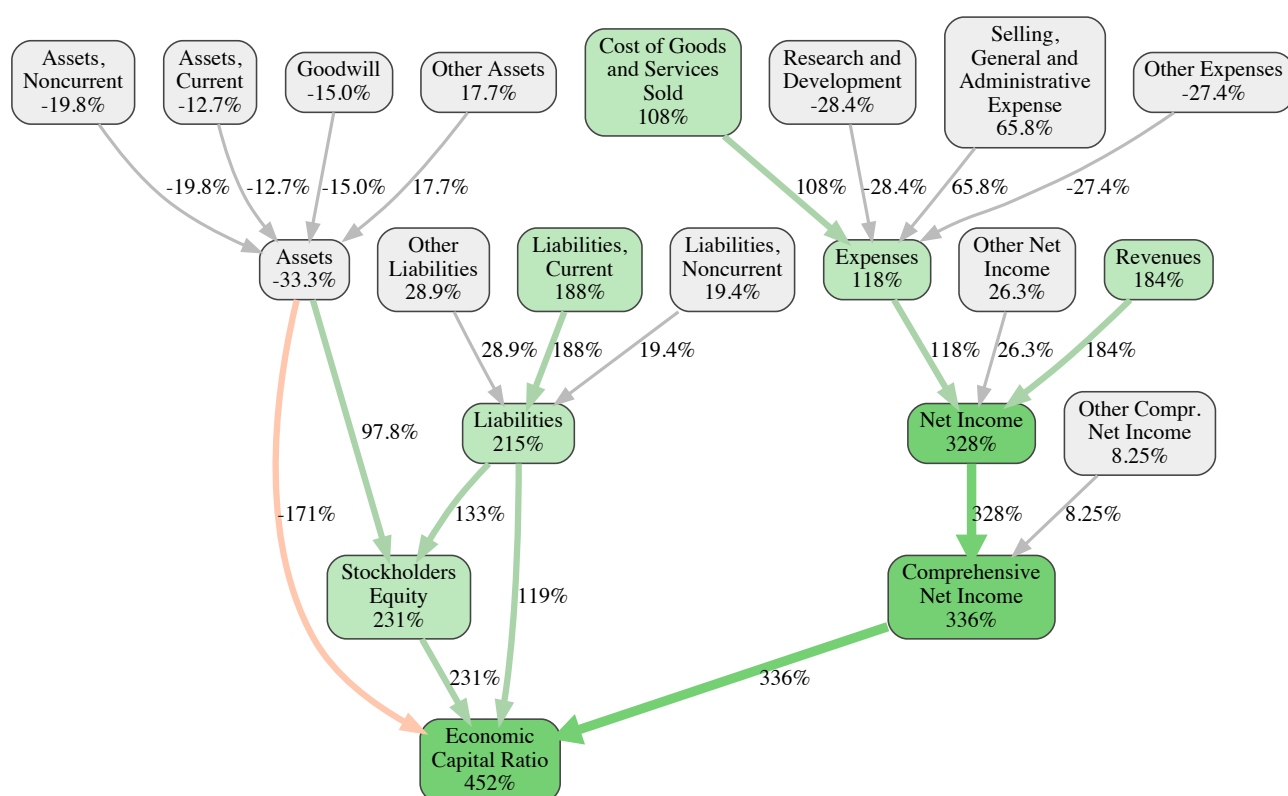 Assets,
Noncurrent
-19.8%
Assets,
Current
-12.7%
Goodwill
-15.0%
Other Assets
17.7%
Cost of Goods
and Services
Sold
108%
Research and
Development
-28.4%
Selling,
General and
Administrative
Expense
65.8%
Other Expenses
-27.4%
-19.8%
-12.7%
-15.0%
17.7%
108%
-28.4%
65.8%
-27.4%
Assets
-33.3%
Other
Liabilities
28.9%
Liabilities,
Current
188%
Liabilities,
Noncurrent
19.4%
Expenses
118%
Other Net
Income
26.3%
Revenues
184%
28.9%
188%
19.4%
118%
26.3%
184%
97.8%
Liabilities
215%
Net Income
328%
Other Compr.
Net Income
8.25%
-171%
133%
328%
8.25%
Stockholders
Equity
231%
119%
Comprehensive
Net Income
336%
231%
336%
Economic
Capital Ratio
452%